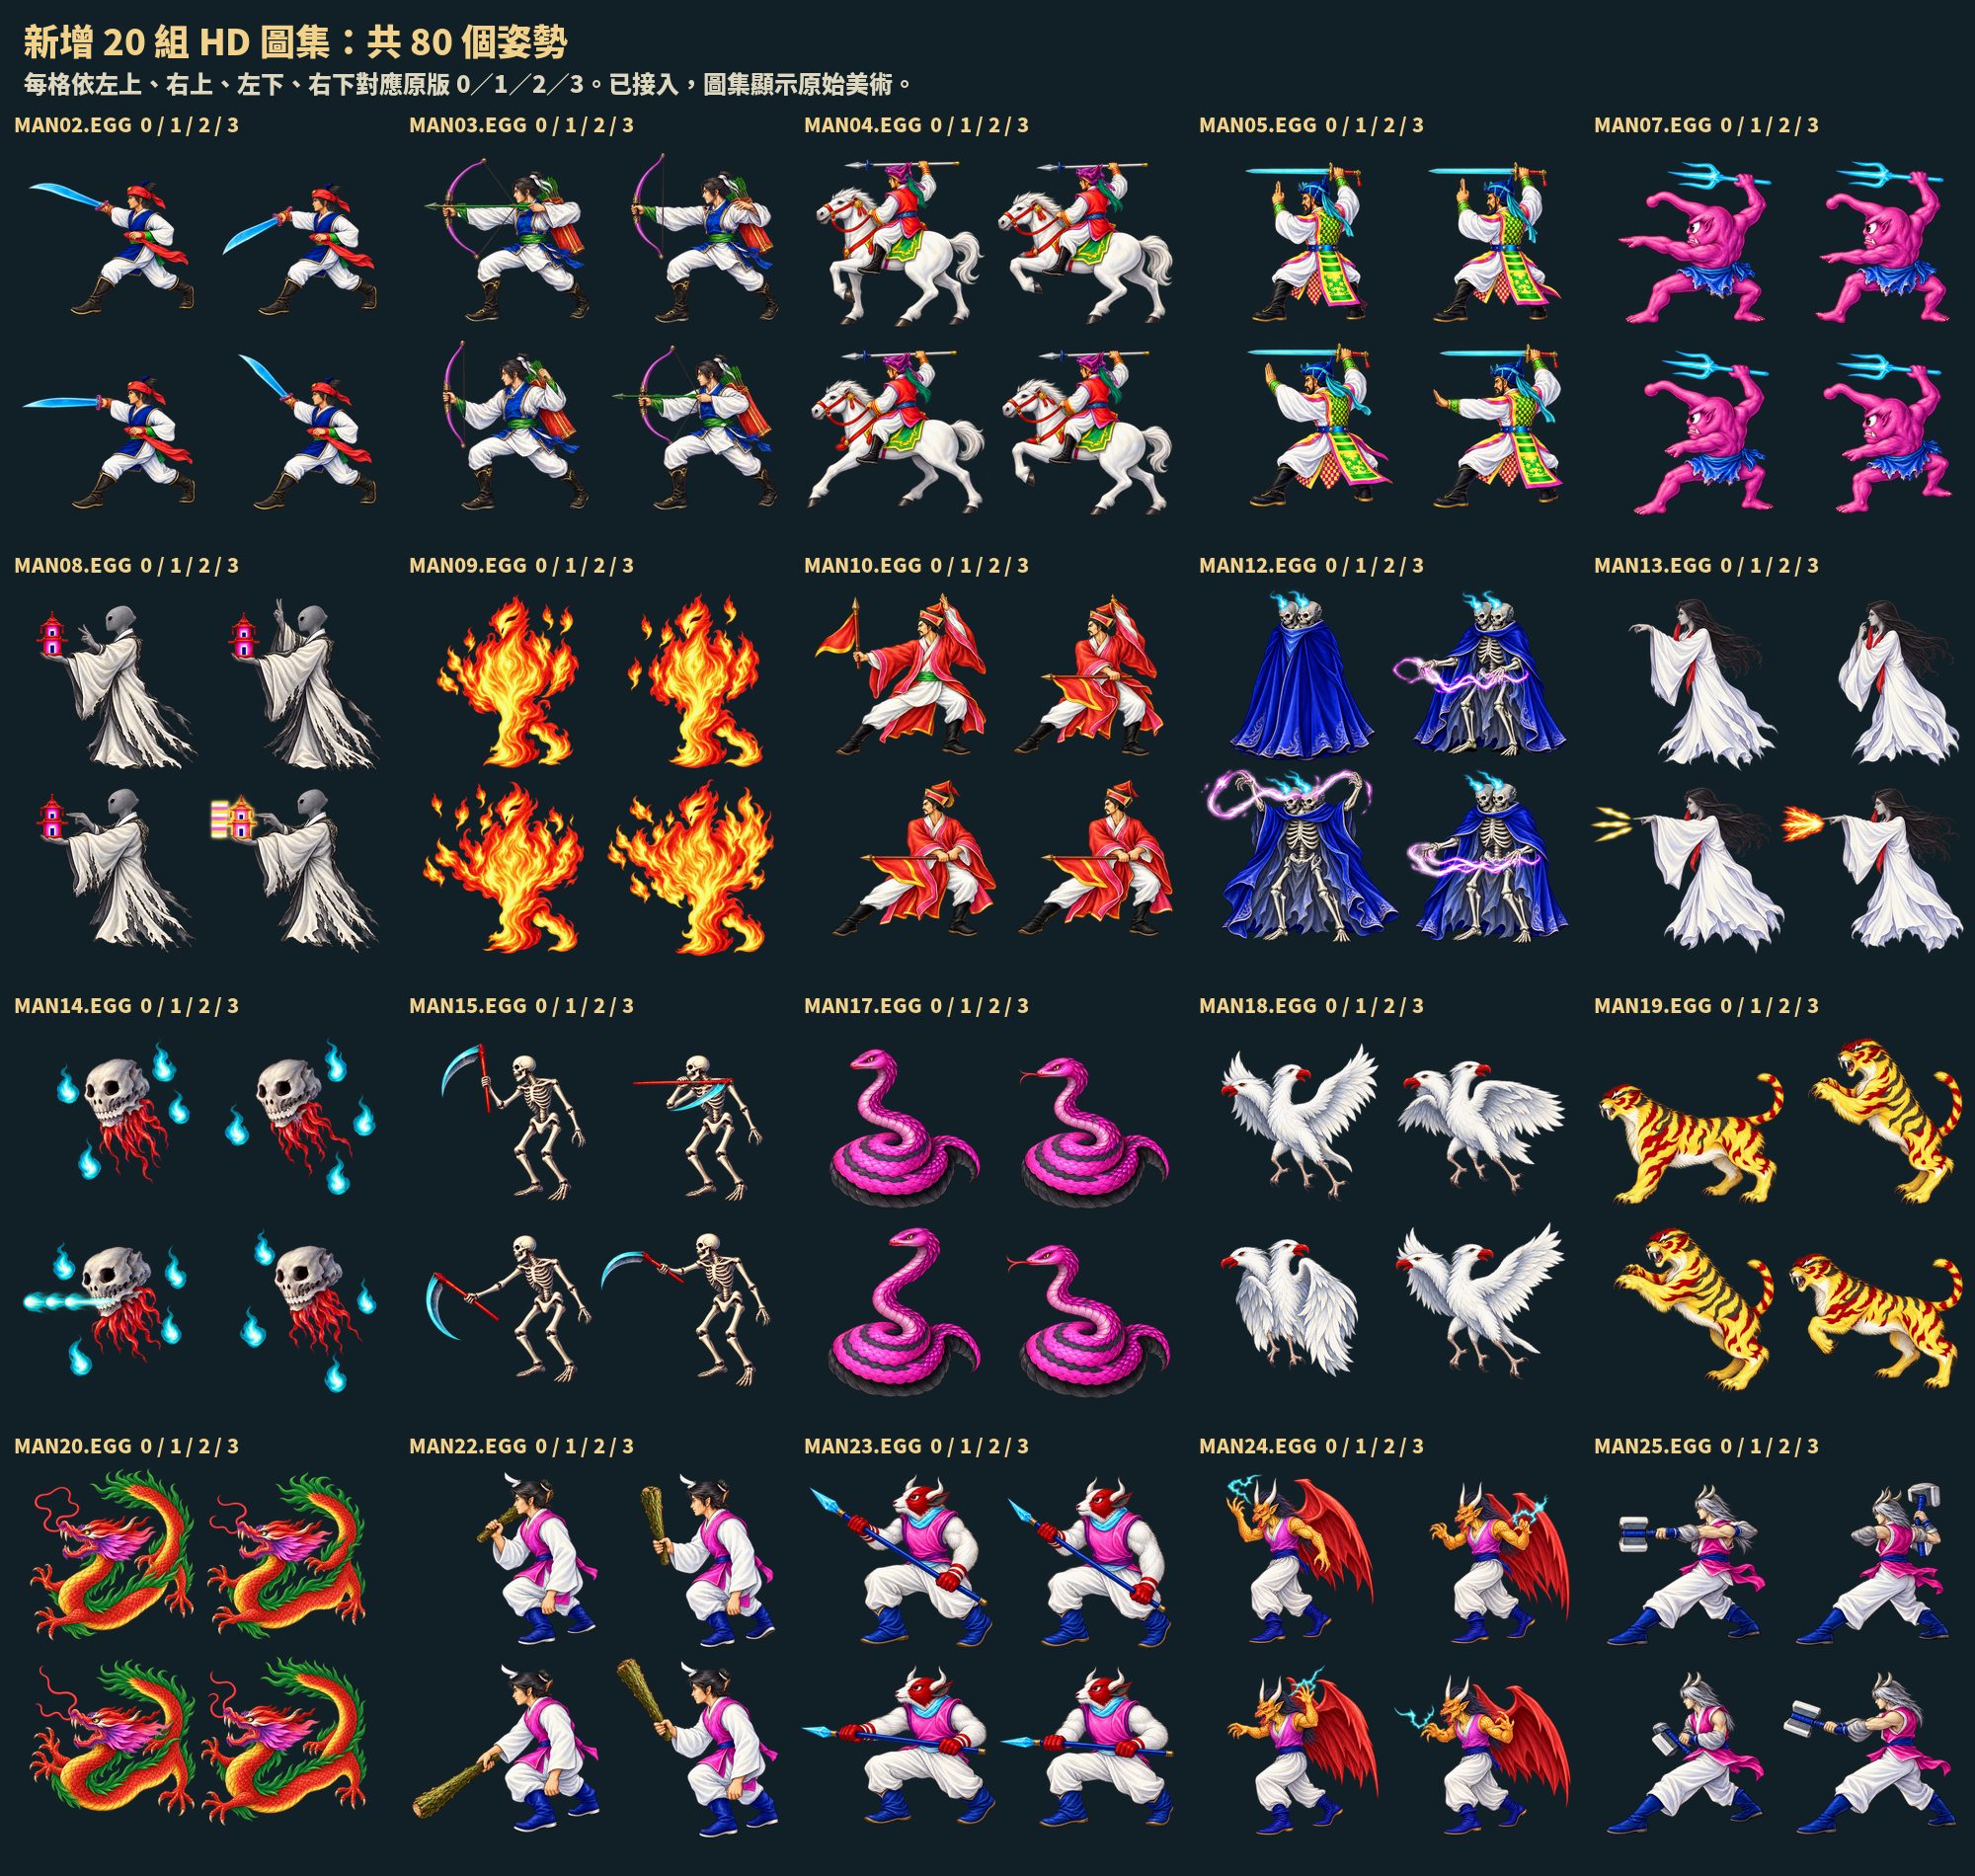 新增 20 組 HD 圖集：共 80 個姿勢
每格依左上、右上、左下、右下對應原版 0／1／2／3。已接入，圖集顯示原始美術。
MAN02.EGG 0 / 1 / 2 / 3
MAN03.EGG 0 / 1 / 2 / 3
MAN04.EGG 0 / 1 / 2 / 3
MAN05.EGG 0 / 1 / 2 / 3
MAN07.EGG 0 / 1 / 2 / 3
MAN08.EGG 0 / 1 / 2 / 3
MAN09.EGG 0 / 1 / 2 / 3
MAN10.EGG 0 / 1 / 2 / 3
MAN12.EGG 0 / 1 / 2 / 3
MAN13.EGG 0 / 1 / 2 / 3
MAN14.EGG 0 / 1 / 2 / 3
MAN15.EGG 0 / 1 / 2 / 3
MAN17.EGG 0 / 1 / 2 / 3
MAN18.EGG 0 / 1 / 2 / 3
MAN19.EGG 0 / 1 / 2 / 3
MAN20.EGG 0 / 1 / 2 / 3
MAN22.EGG 0 / 1 / 2 / 3
MAN23.EGG 0 / 1 / 2 / 3
MAN24.EGG 0 / 1 / 2 / 3
MAN25.EGG 0 / 1 / 2 / 3